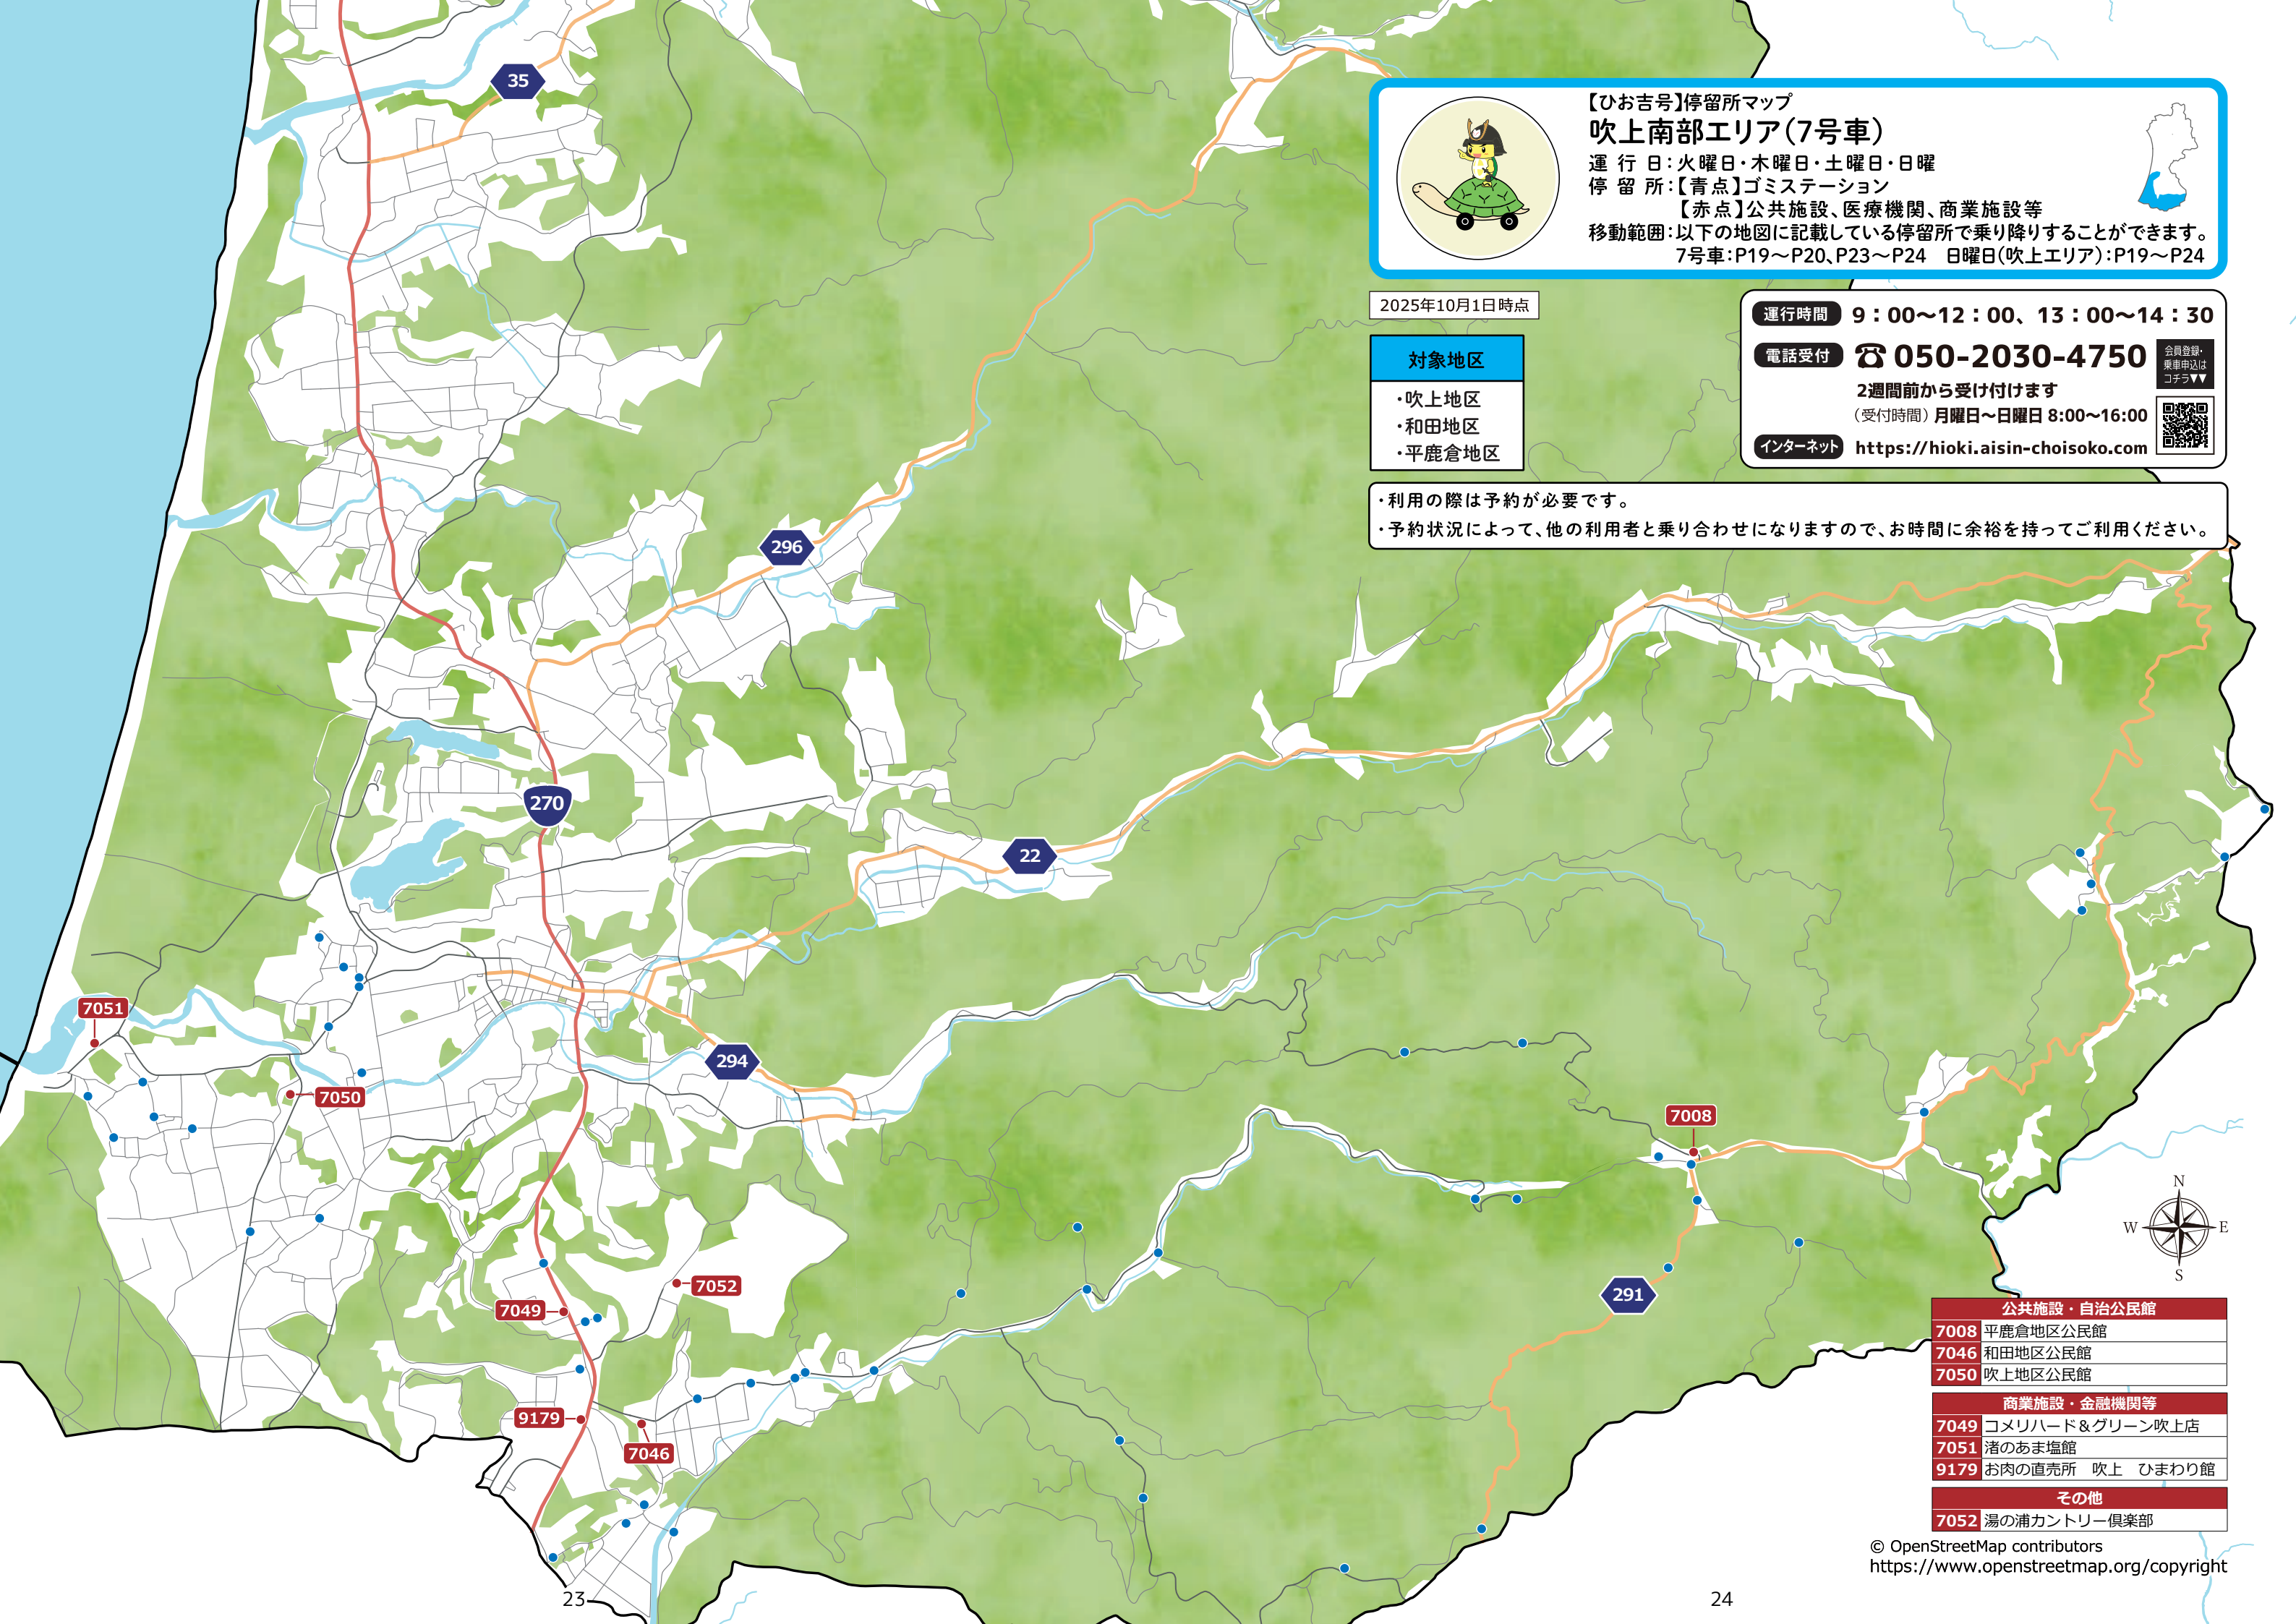 【ひお吉号】停留所マップ
吹上南部エリア(7号車)
運行日:火曜日・木曜日・土曜日・日曜
停留所:【青点】ゴミステーション
【赤点】公共施設、医療機関、商業施設等
移動範囲:以下の地図に記載している停留所で乗り降りすることができます。
7号車:P19〜P20、P23〜P24 日曜日(吹上エリア):P19〜P24
2025年10月1日時点
対象地区
・吹上地区
・和田地区
・平鹿倉地区
運行時間 9:00〜12:00、13:00〜14:30
電話受付 ☎050-2030-4750
2週間前から受け付けます
(受付時間)月曜日〜日曜日 8:00〜16:00
会員登録・
乗車申込は
コチラ▼▼
インターネット https://hioki.aisin-choisoko.com
・利用の際は予約が必要です。
・予約状況によって、他の利用者と乗り合わせになりますので、お時間に余裕を持ってご利用ください。
35
296
270
22
294
291
7051
7050
7008
7052
7049
9179
7046
N
W E
S
公共施設・自治公民館
7008 平鹿倉地区公民館
7046 和田地区公民館
7050 吹上地区公民館
商業施設・金融機関等
7049 コメリハード&グリーン吹上店
7051 渚のあま塩館
9179 お肉の直売所 吹上 ひまわり館
その他
7052 湯の浦カントリー倶楽部
© OpenStreetMap contributors
https://www.openstreetmap.org/copyright
23
24